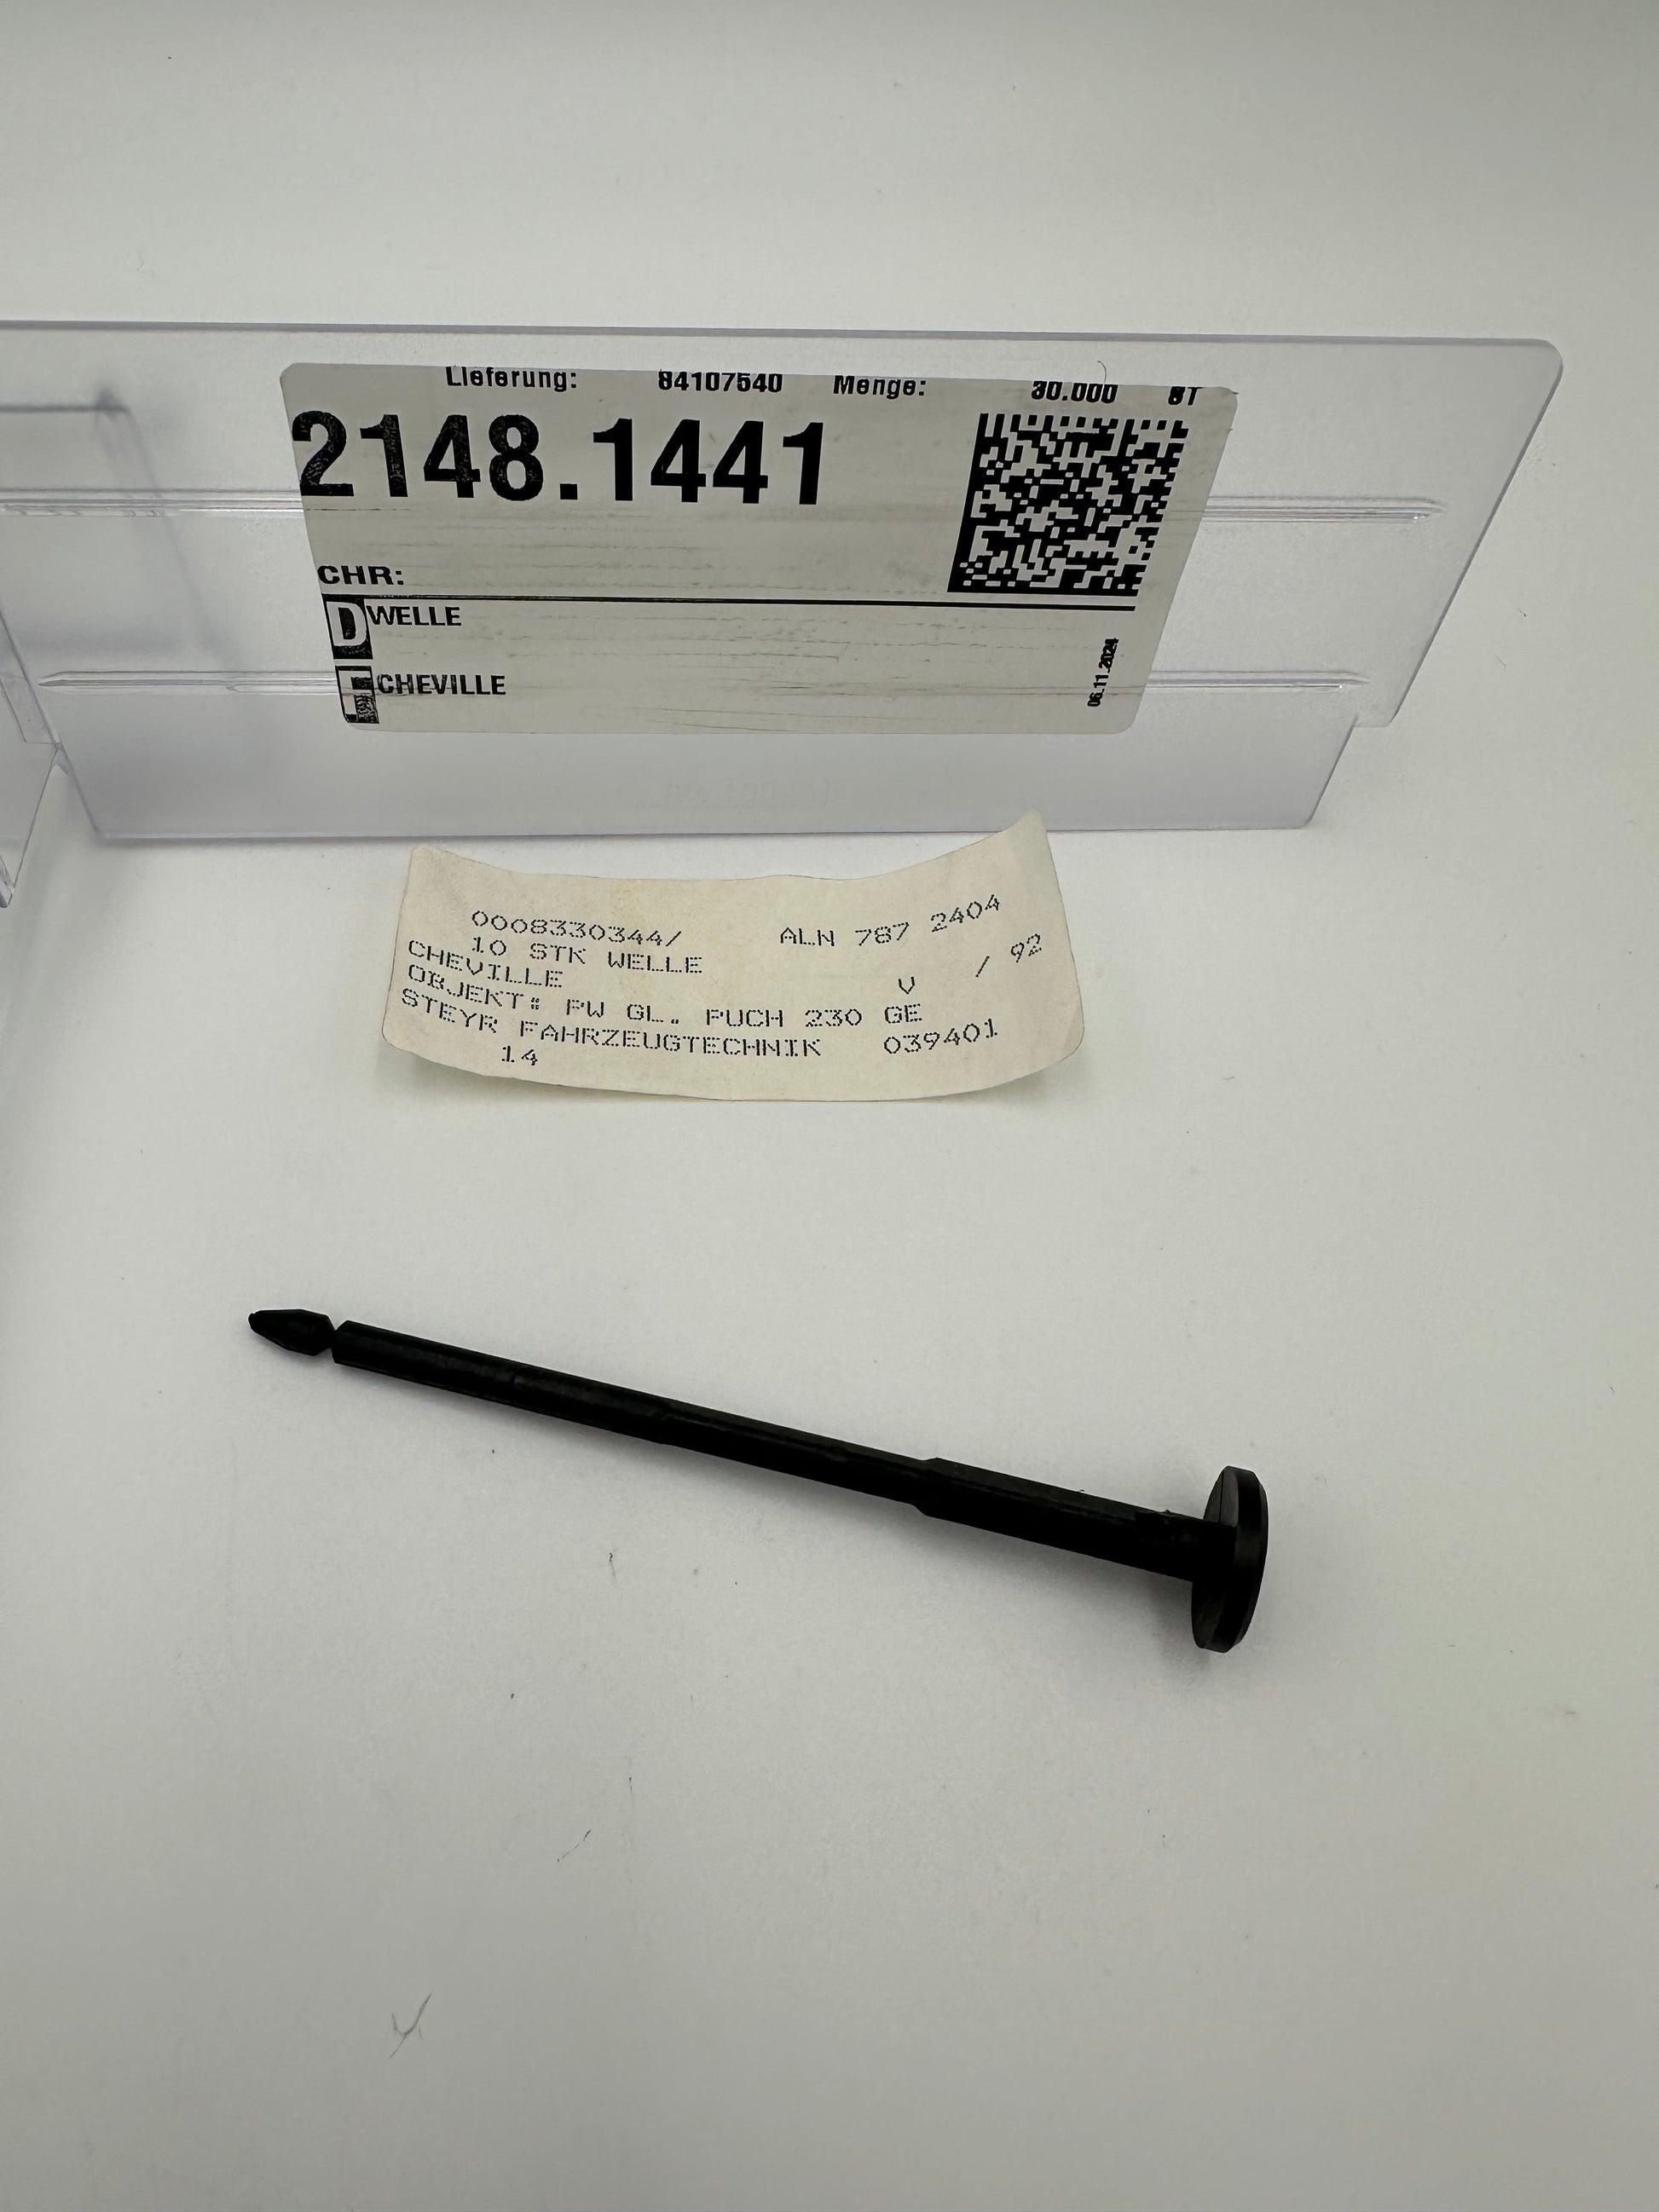 Lieferung: 84107540 Menge: 30.000 ST
2148.1441
CHR:
D WELLE
CHEVILLE
06.11.2024
0008330344/ ALN 787 2404
10 STK WELLE
CHEVILLE V / 92
OBJEKT: PW GL. PUCH 230 GE
STEYR FAHRZEUGTECHNIK 039401
14